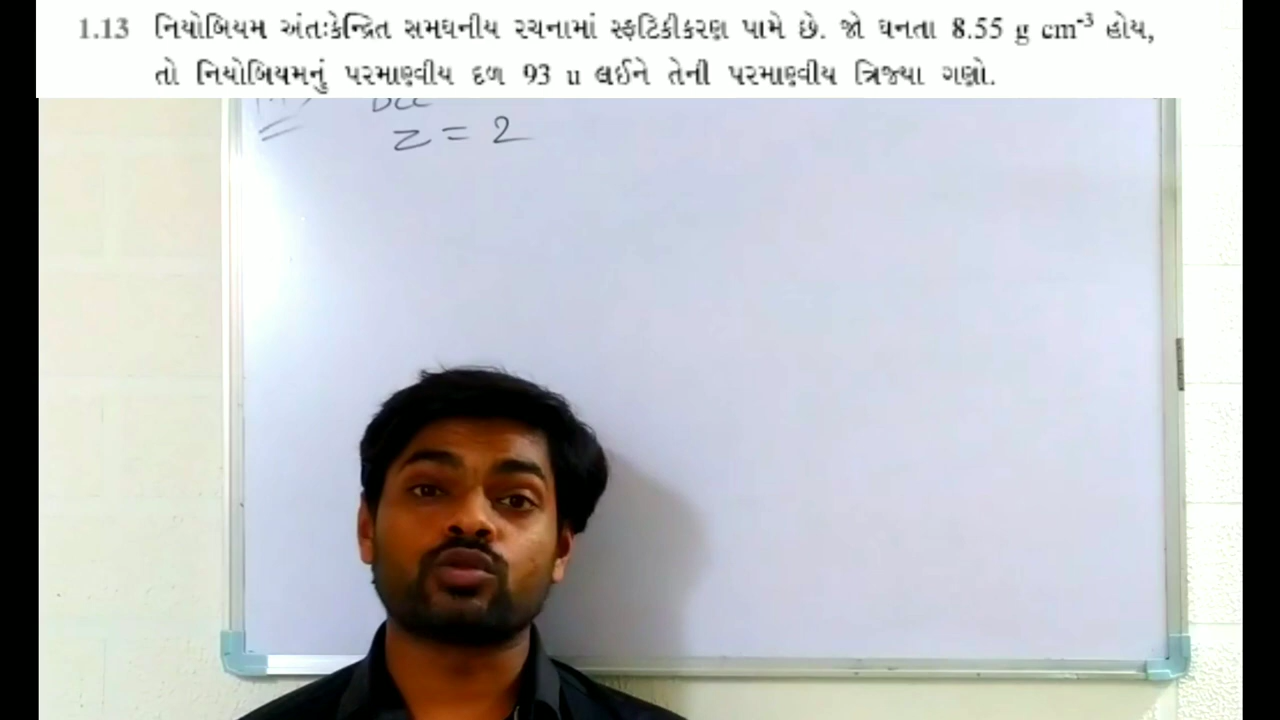 1.13 નિયોબિયમ અંતઃકેન્દ્રિત સમઘનીય રચનામાં સ્ફટિકીકરણ પામે છે. જો ઘનતા 8.55 g cm⁻³ હોય,
તો નિયોબિયમનું પરમાણ્વીય દળ 93 u લઈને તેની પરમાણ્વીય ત્રિજ્યા ગણો.
z = 2